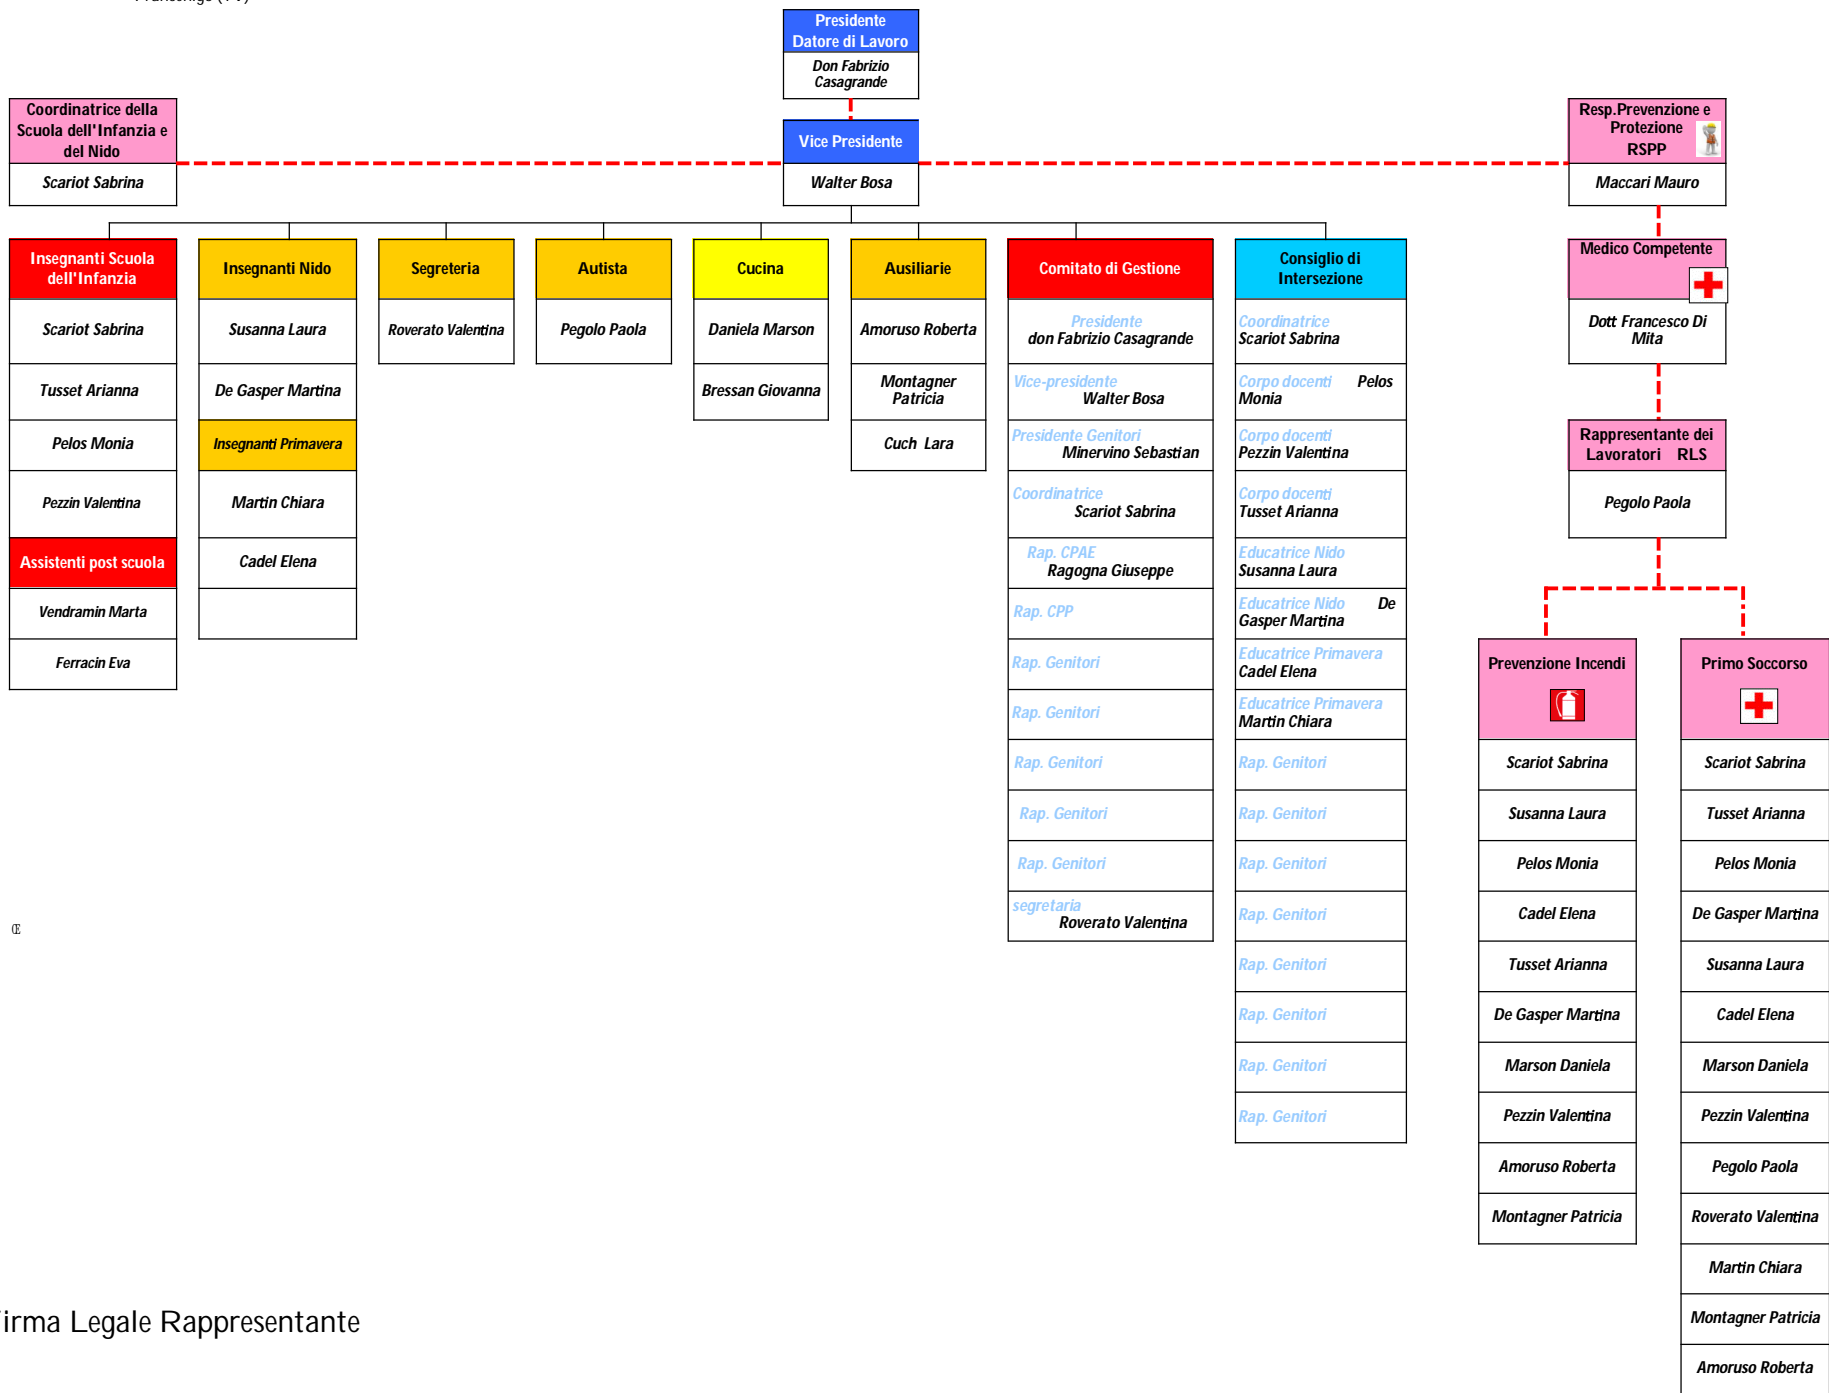 Presidente
Datore di Lavoro
Don Fabrizio
Casagrande
Coordinatrice della
Scuola dell'Infanzia e
del Nido
Scariot Sabrina
Vice Presidente
Walter Bosa
Resp.Prevenzione e
Protezione
RSPP
Maccari Mauro
Insegnanti Scuola
dell'Infanzia
Scariot Sabrina
Tusset Arianna
Pelos Monia
Pezzin Valentina
Assistenti post scuola
Vendramin Marta
Ferracin Eva
Insegnanti Nido
Susanna Laura
De Gasper Martina
Insegnanti Primavera
Martin Chiara
Cadel Elena
Segreteria
Roverato Valentina
Autista
Pegolo Paola
Cucina
Daniela Marson
Bressan Giovanna
Ausiliarie
Amoruso Roberta
Montagner
Patricia
Cuch Lara
Comitato di Gestione
Presidente
don Fabrizio Casagrande
Vice-presidente
Walter Bosa
Presidente Genitori
Minervino Sebastian
Coordinatrice
Scariot Sabrina
Rap. CPAE
Ragogna Giuseppe
Rap. CPP
Rap. Genitori
Rap. Genitori
Rap. Genitori
Rap. Genitori
Rap. Genitori
segretaria
Roverato Valentina
Consiglio di
Intersezione
Coordinatrice
Scariot Sabrina
Corpo docenti Pelos
Monia
Corpo docenti
Pezzin Valentina
Corpo docenti
Tusset Arianna
Educatrice Nido
Susanna Laura
Educatrice Nido De
Gasper Martina
Educatrice Primavera
Cadel Elena
Educatrice Primavera
Martin Chiara
Rap. Genitori
Rap. Genitori
Rap. Genitori
Rap. Genitori
Rap. Genitori
Rap. Genitori
Rap. Genitori
Rap. Genitori
Medico Competente
Dott Francesco Di
Mita
Rappresentante dei
Lavoratori RLS
Pegolo Paola
Prevenzione Incendi
Scariot Sabrina
Susanna Laura
Pelos Monia
Cadel Elena
Tusset Arianna
De Gasper Martina
Marson Daniela
Pezzin Valentina
Amoruso Roberta
Montagner Patricia
Primo Soccorso
Scariot Sabrina
Tusset Arianna
Pelos Monia
De Gasper Martina
Susanna Laura
Cadel Elena
Marson Daniela
Pezzin Valentina
Pegolo Paola
Roverato Valentina
Martin Chiara
Montagner Patricia
Amoruso Roberta
Œ
irma Legale Rappresentante